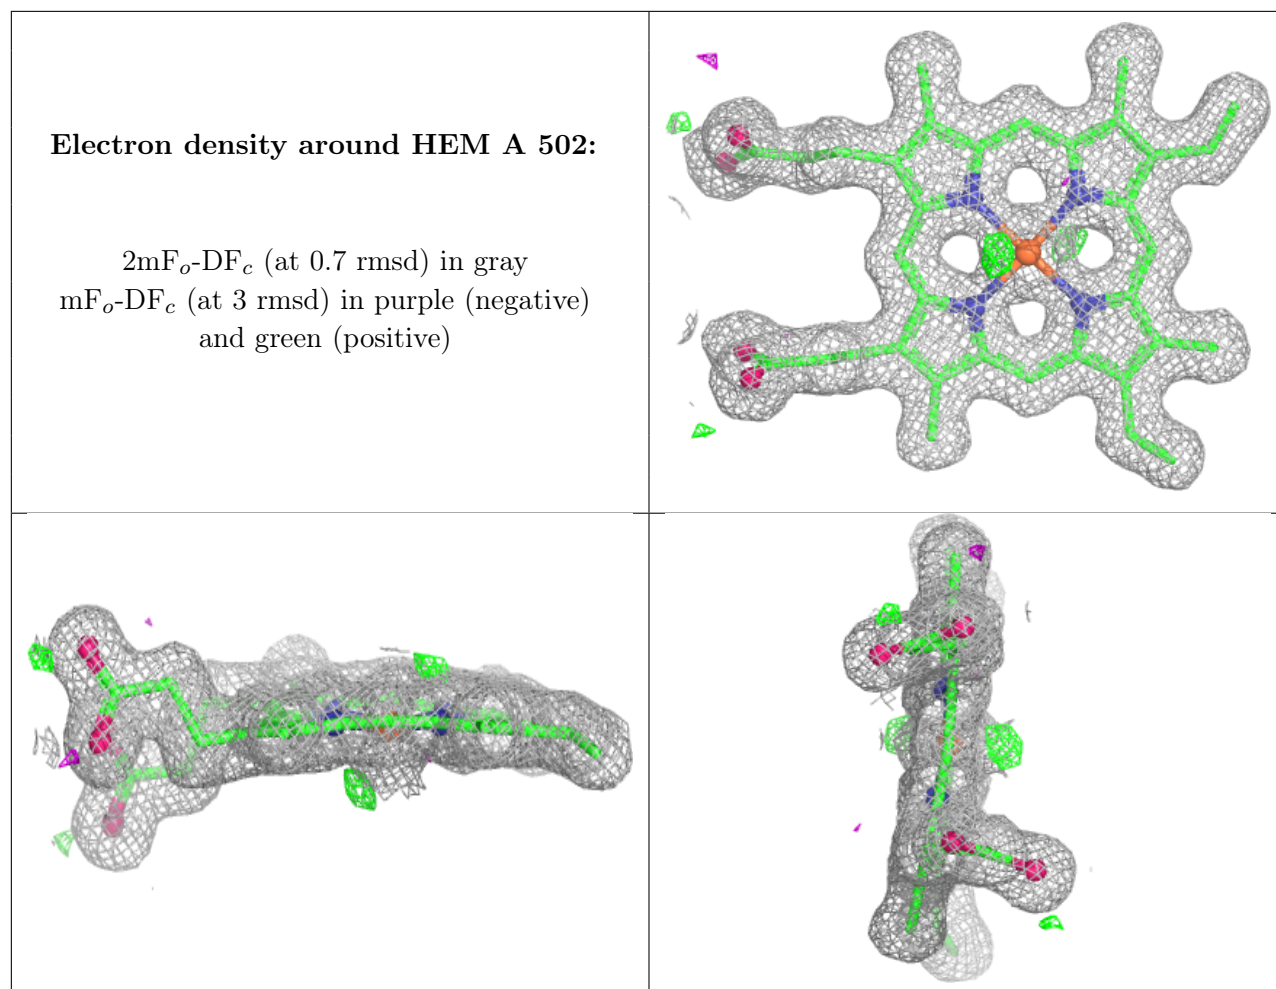 Electron density around HEM A 502:
2mFₒ-DF𝒸 (at 0.7 rmsd) in gray
mFₒ-DF𝒸 (at 3 rmsd) in purple (negative)
and green (positive)